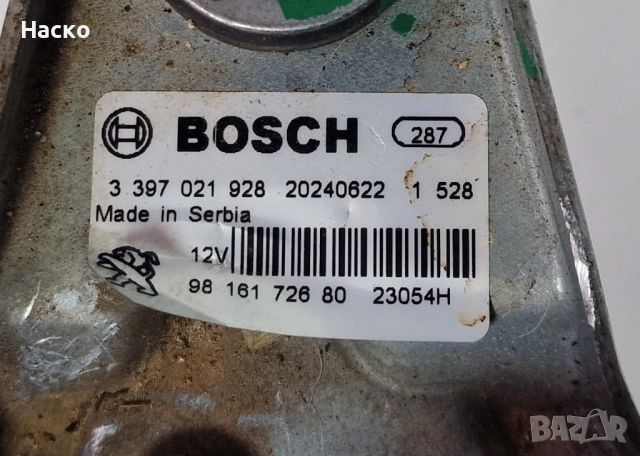 Наско
BOSCH 287
3 397 021 928 20240622 1 528
Made in Serbia
12V
98 161 726 80 23054H
BAZAR